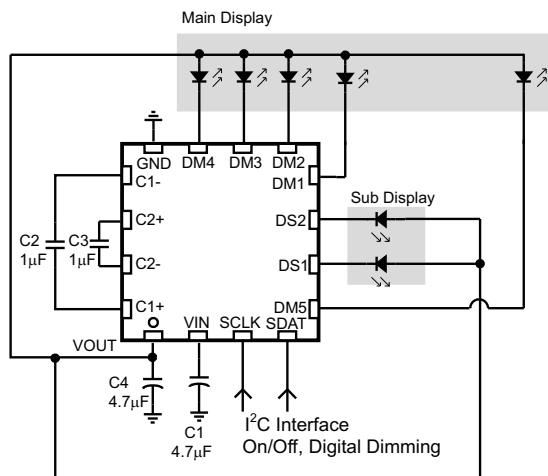 Main Display
GND
DM4
DM3
DM2
C1-
DM1
Sub Display
C2+
DS2
C2
1µF
C3
1µF
C2-
DS1
C1+
DM5
VIN
SCLK
SDAT
VOUT
C4
4.7µF
C1
4.7µF
I²C Interface
On/Off, Digital Dimming